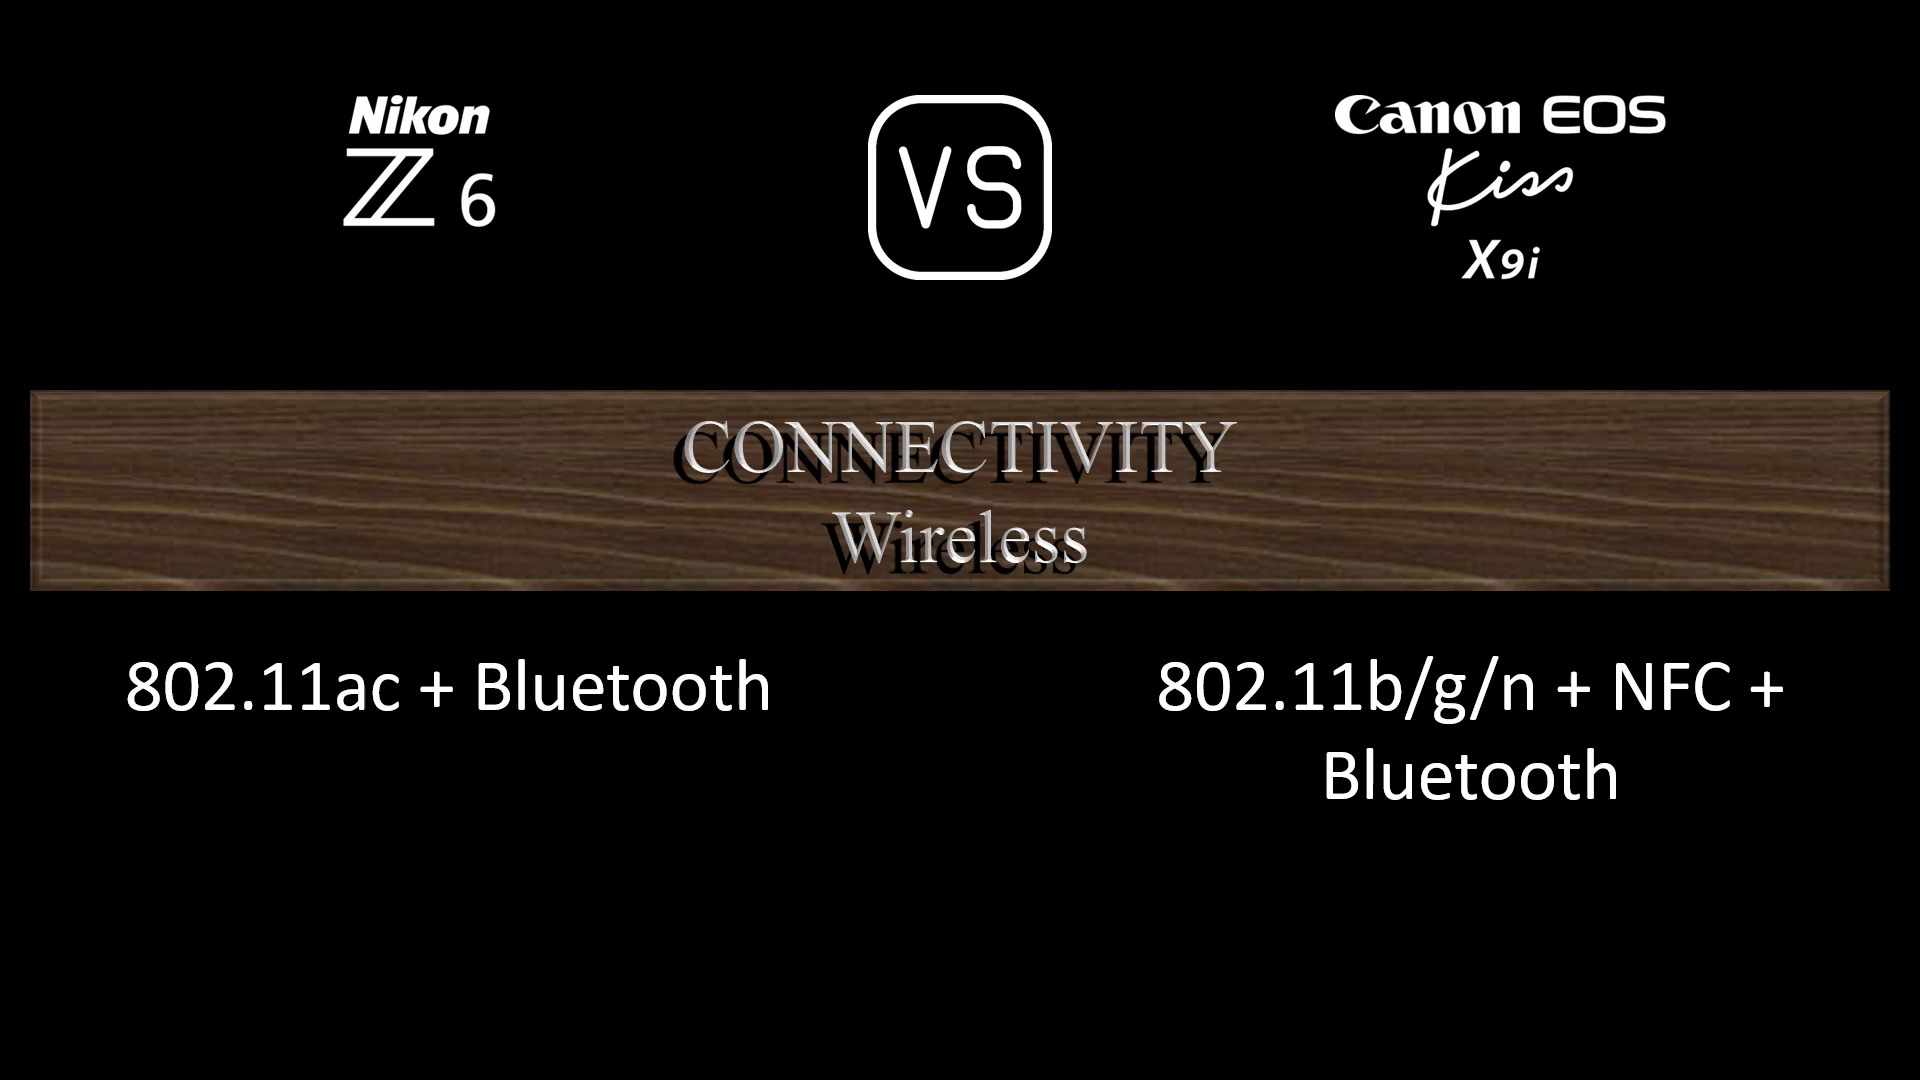 Nikon
Z 6
VS
Canon EOS
Kiss
X9i
CONNECTIVITY
Wireless
802.11ac + Bluetooth
802.11b/g/n + NFC +
Bluetooth